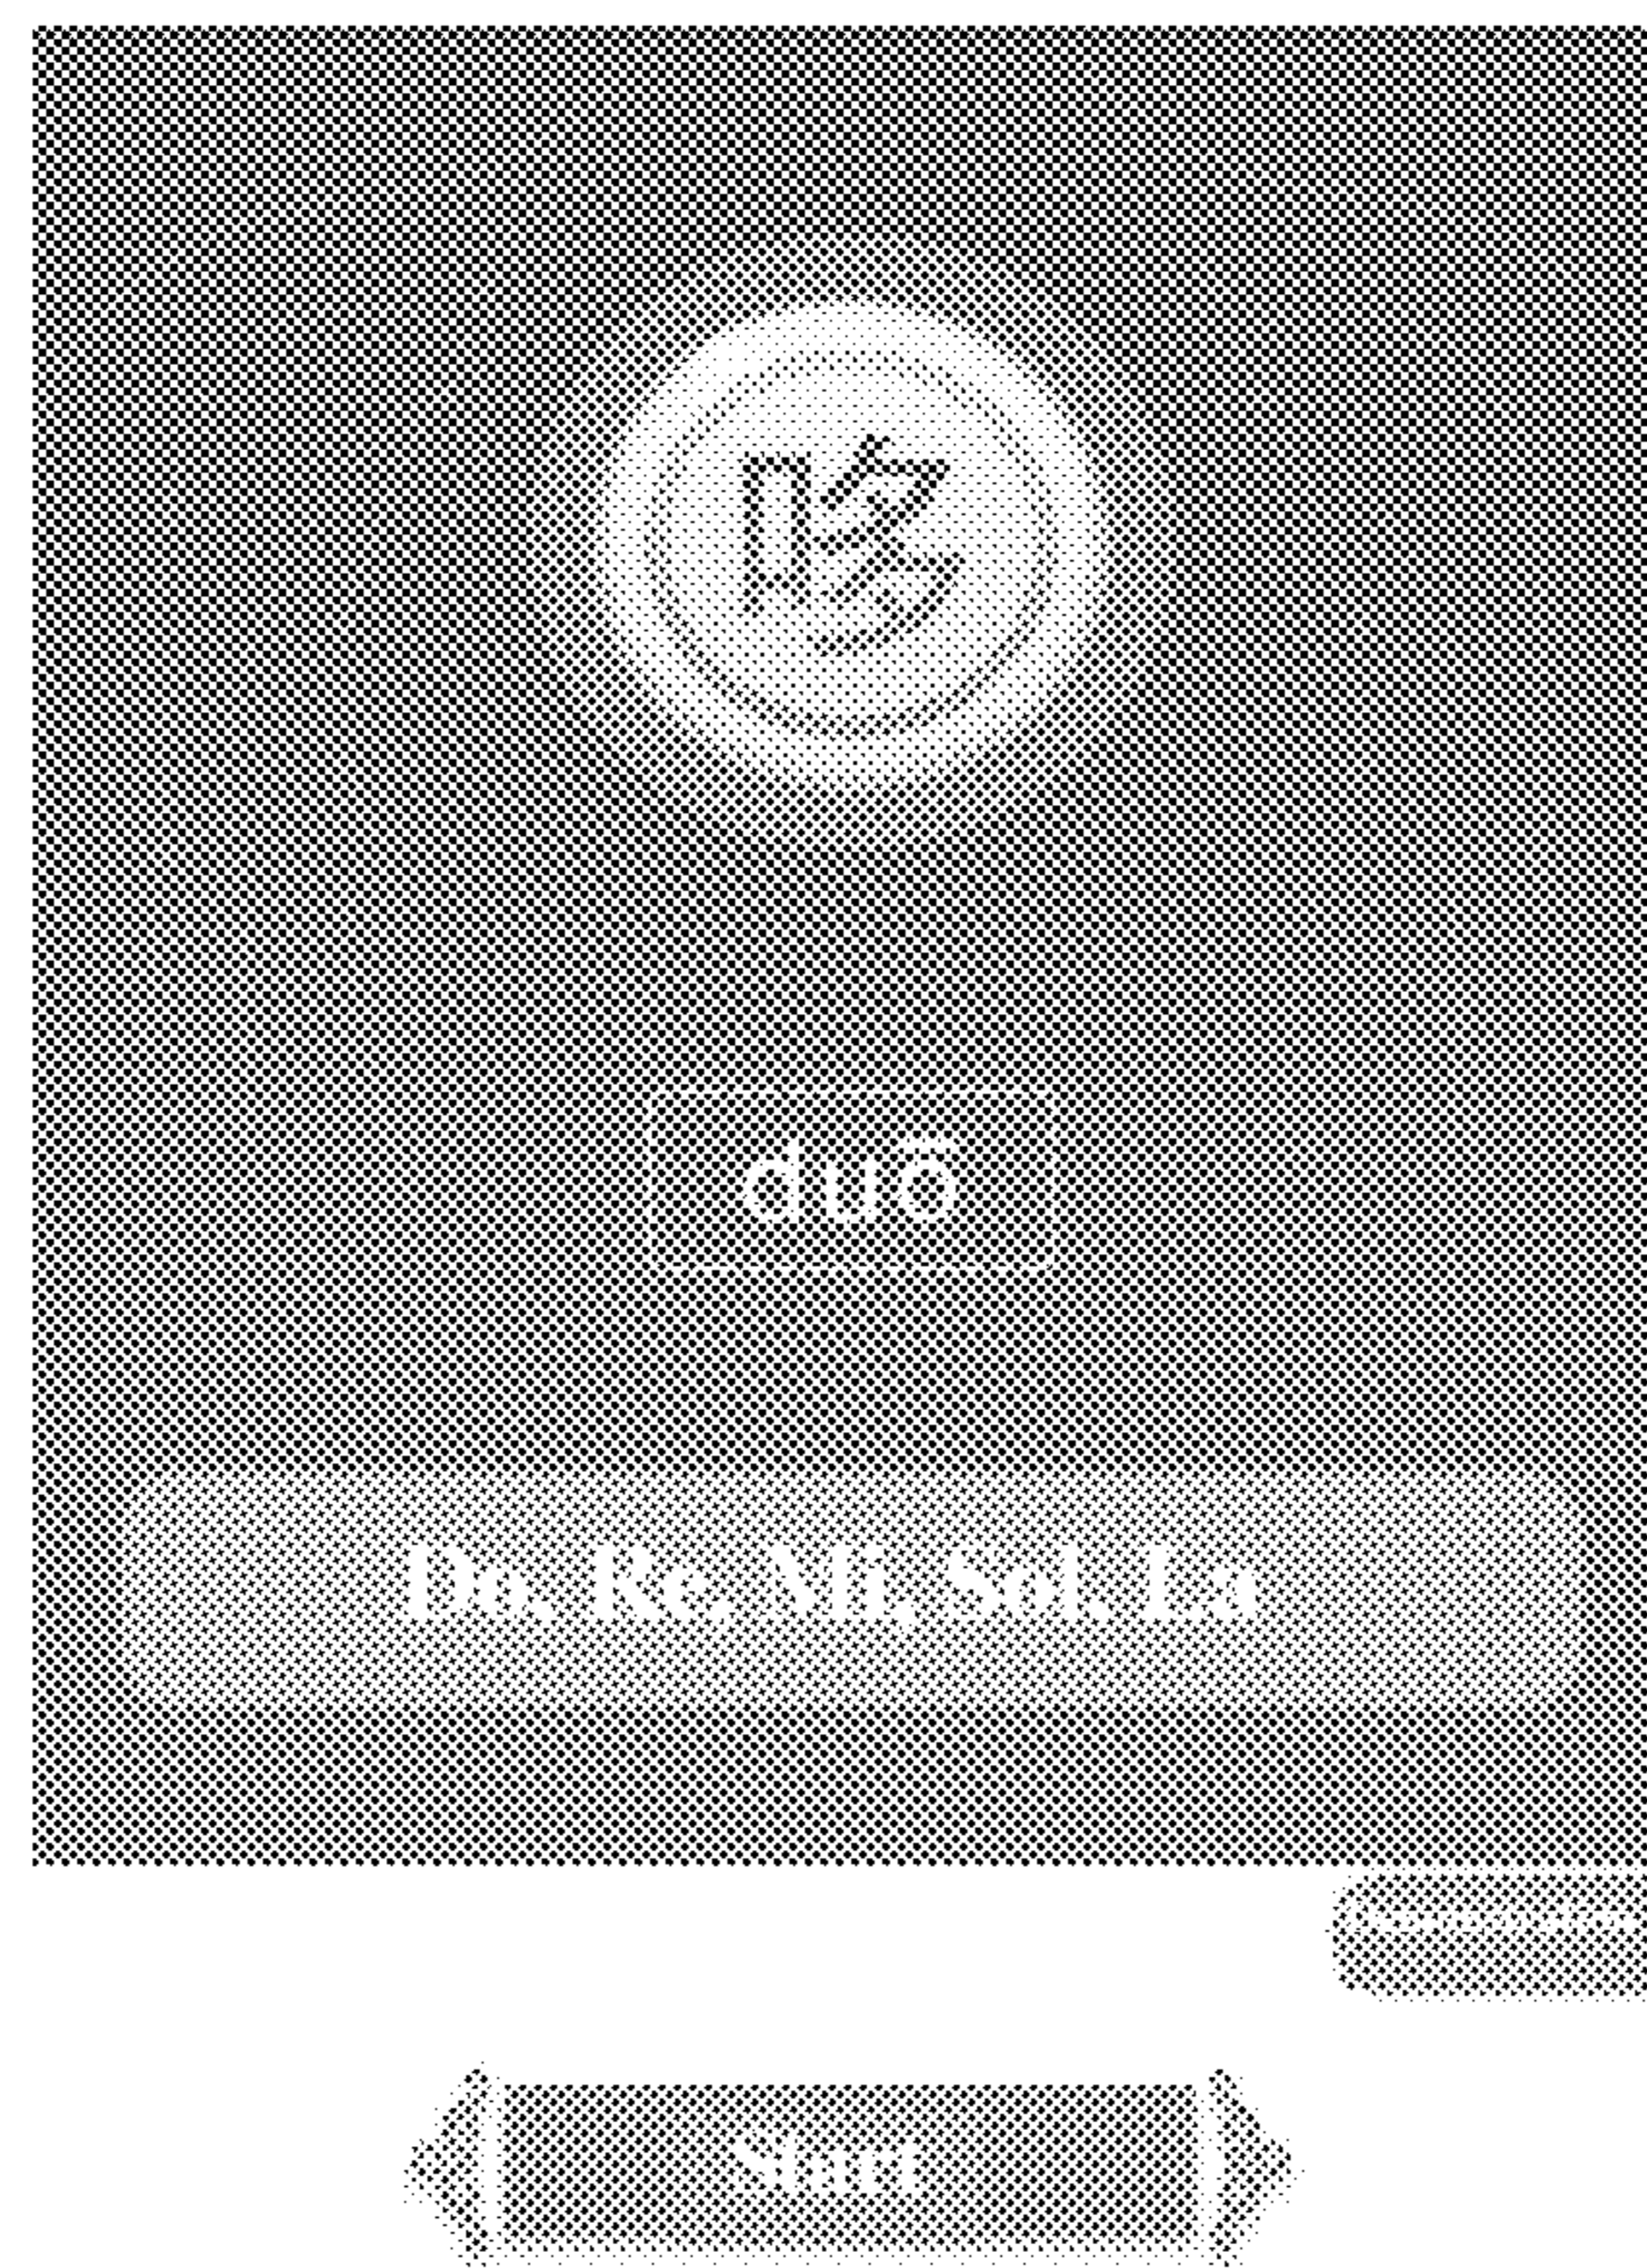 哆
duō
Do, Re, Mi, Sol, La
Start